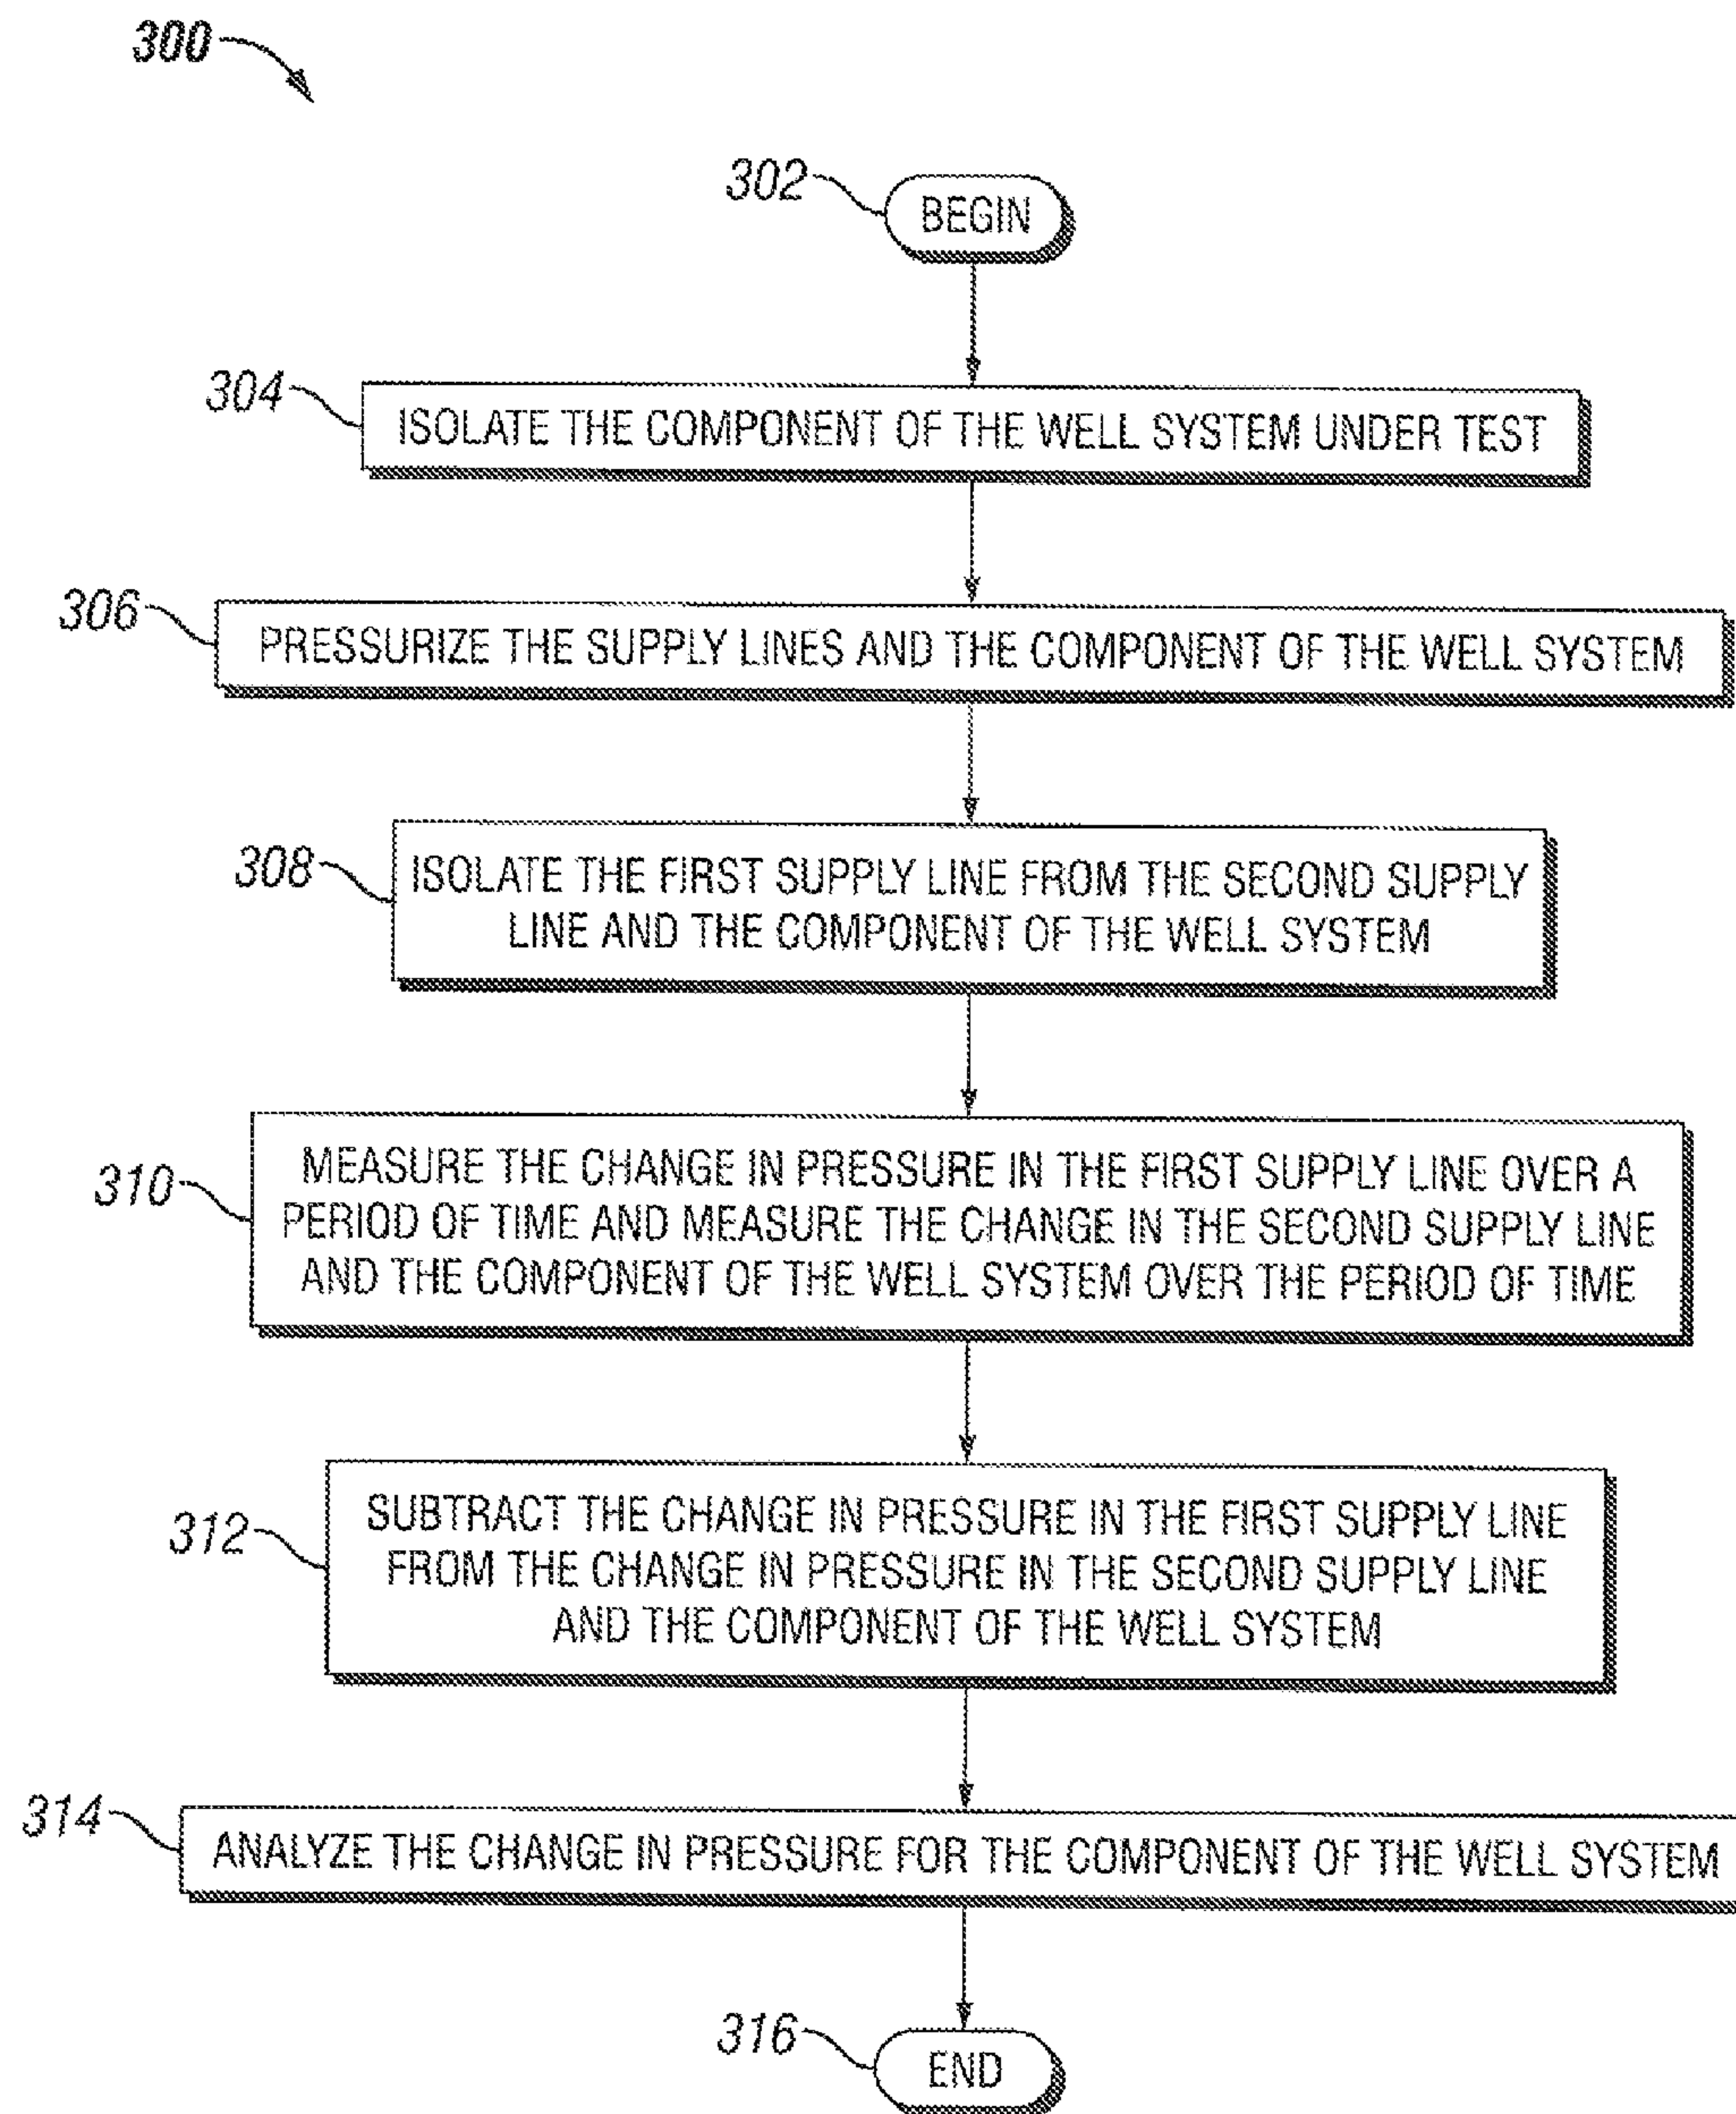 300
302
BEGIN
304
ISOLATE THE COMPONENT OF THE WELL SYSTEM UNDER TEST
306
PRESSURIZE THE SUPPLY LINES AND THE COMPONENT OF THE WELL SYSTEM
308
ISOLATE THE FIRST SUPPLY LINE FROM THE SECOND SUPPLY
LINE AND THE COMPONENT OF THE WELL SYSTEM
310
MEASURE THE CHANGE IN PRESSURE IN THE FIRST SUPPLY LINE OVER A
PERIOD OF TIME AND MEASURE THE CHANGE IN THE SECOND SUPPLY LINE
AND THE COMPONENT OF THE WELL SYSTEM OVER THE PERIOD OF TIME
312
SUBTRACT THE CHANGE IN PRESSURE IN THE FIRST SUPPLY LINE
FROM THE CHANGE IN PRESSURE IN THE SECOND SUPPLY LINE
AND THE COMPONENT OF THE WELL SYSTEM
314
ANALYZE THE CHANGE IN PRESSURE FOR THE COMPONENT OF THE WELL SYSTEM
316
END